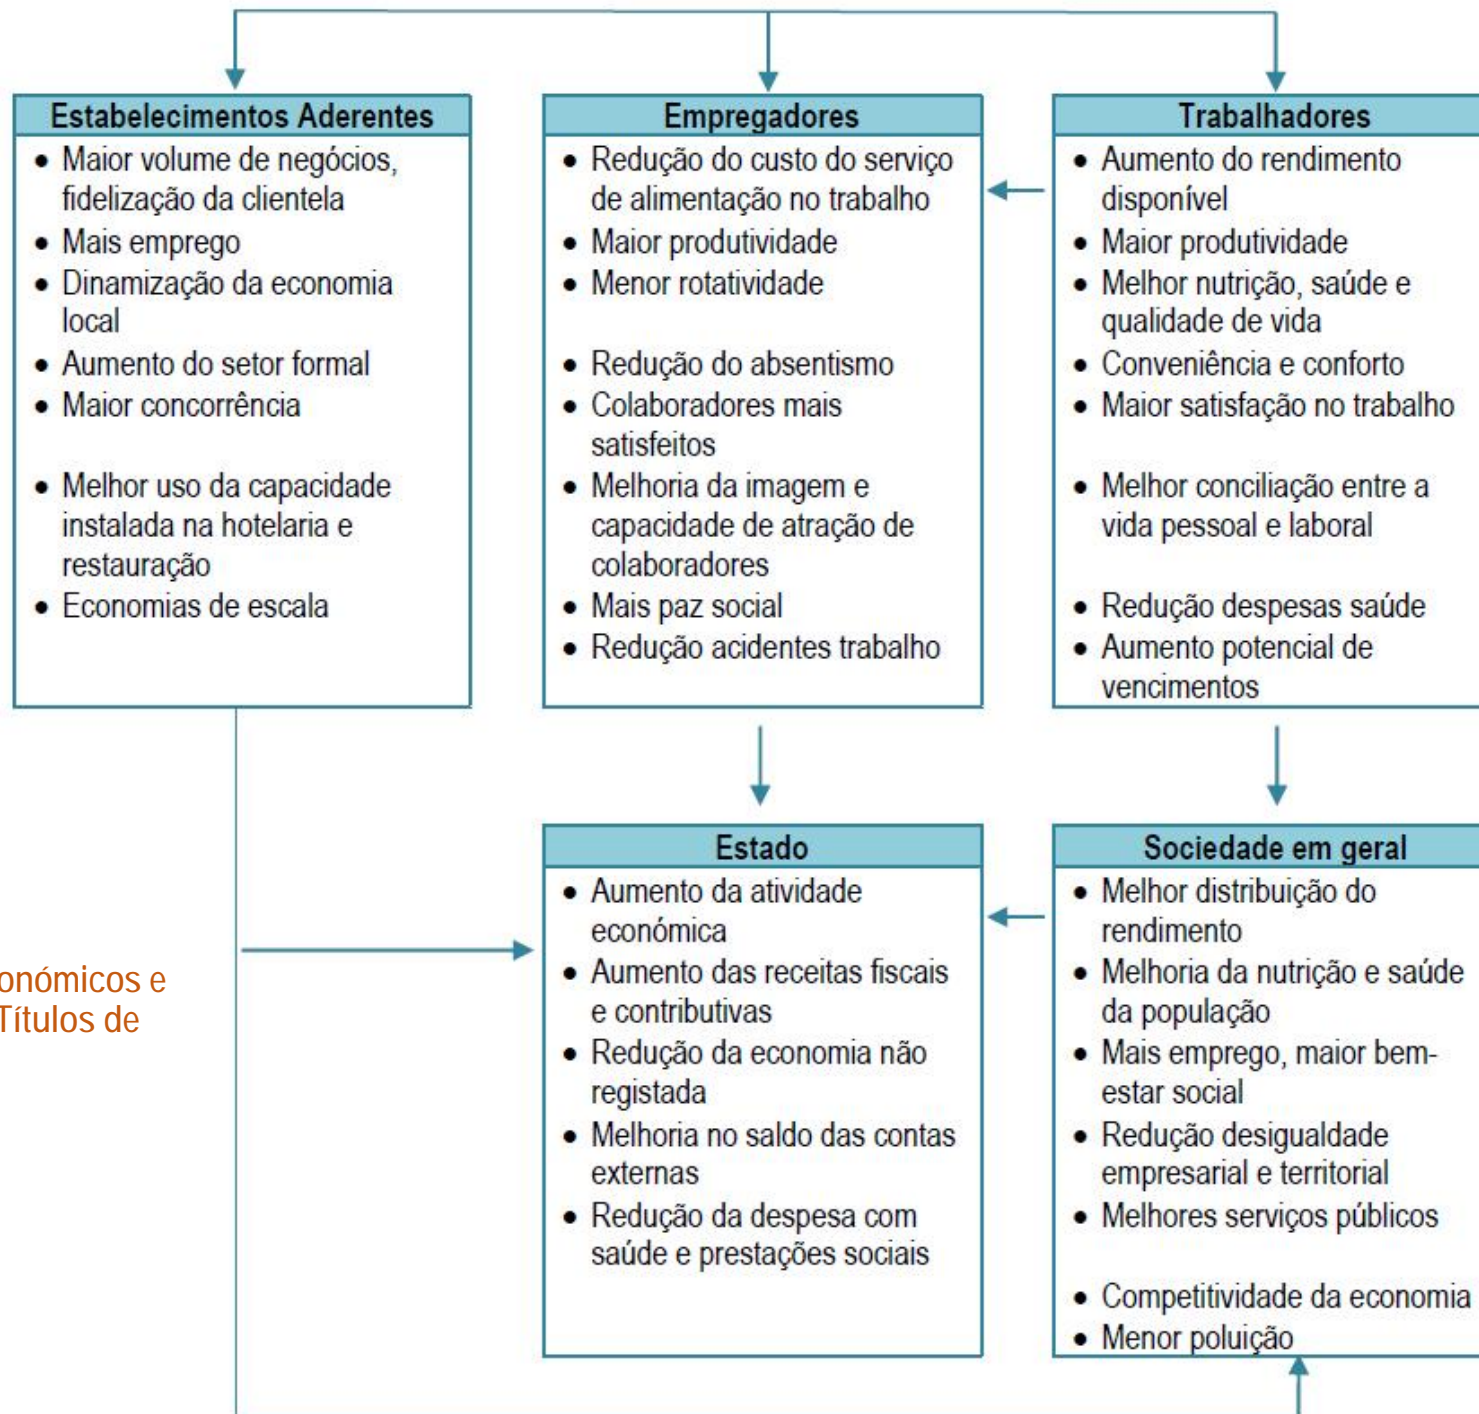 Estabelecimentos Aderentes
• Maior volume de negócios,
fidelização da clientela
• Mais emprego
• Dinamização da economia
local
• Aumento do setor formal
• Maior concorrência
• Melhor uso da capacidade
instalada na hotelaria e
restauração
• Economias de escala
Empregadores
• Redução do custo do serviço
de alimentação no trabalho
• Maior produtividade
• Menor rotatividade
• Redução do absentismo
• Colaboradores mais
satisfeitos
• Melhoria da imagem e
capacidade de atração de
colaboradores
• Mais paz social
• Redução acidentes trabalho
Trabalhadores
• Aumento do rendimento
disponível
• Maior produtividade
• Melhor nutrição, saúde e
qualidade de vida
• Conveniência e conforto
• Maior satisfação no trabalho
• Melhor conciliação entre a
vida pessoal e laboral
• Redução despesas saúde
• Aumento potencial de
vencimentos
onómicos e
Títulos de
Estado
• Aumento da atividade
económica
• Aumento das receitas fiscais
e contributivas
• Redução da economia não
registada
• Melhoria no saldo das contas
externas
• Redução da despesa com
saúde e prestações sociais
Sociedade em geral
• Melhor distribuição do
rendimento
• Melhoria da nutrição e saúde
da população
• Mais emprego, maior bem-
estar social
• Redução desigualdade
empresarial e territorial
• Melhores serviços públicos
• Competitividade da economia
• Menor poluição